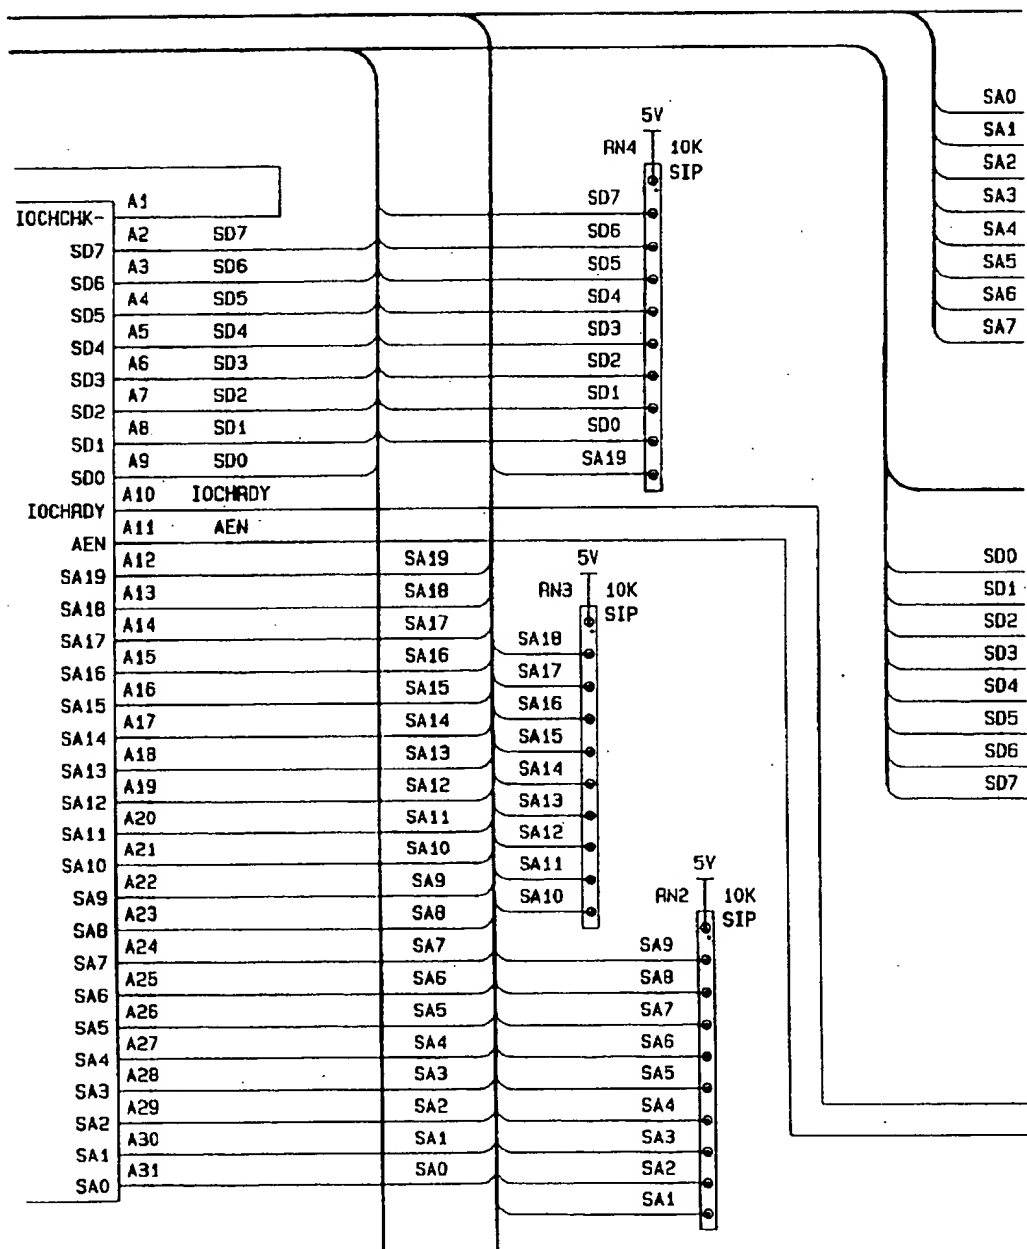 SA0
5V
SA1
RN4 10K
SA2
SIP
SA3
A1
SD7
IOCHCHK-
SA4
A2 SD7
SD6
SD7
SA5
A3 SD6
SD5
SD6
SA6
A4 SD5
SD4
SD5
SA7
A5 SD4
SD3
SD4
A6 SD3
SD2
SD3
A7 SD2
SD1
SD2
A8 SD1
SD0
SD1
A9 SD0
SA19
SD0
A10 IOCHRDY
IOCHRDY
A11 AEN
AEN
A12 SA19
5V
SD0
SA19
A13 SA18
RN3 10K
SD1
SA18
SIP
A14 SA17
SD2
SA17
SA18
A15 SA16
SD3
SA16
SA17
A16 SA15
SD4
SA15
SA16
A17 SA14
SD5
SA14
SA15
A18 SA13
SD6
SA13
SA14
A19 SA12
SD7
SA12
SA13
A20 SA11
SA11
SA12
A21 SA10
SA10
SA11
5V
A22 SA9
SA9
SA10
RN2 10K
A23 SA8
SIP
SA8
A24 SA7
SA9
SA7
A25 SA6
SA8
SA6
A26 SA5
SA7
SA5
A27 SA4
SA6
SA4
A28 SA3
SA5
SA3
A29 SA2
SA4
SA2
A30 SA1
SA3
SA1
A31 SA0
SA2
SA0
SA1